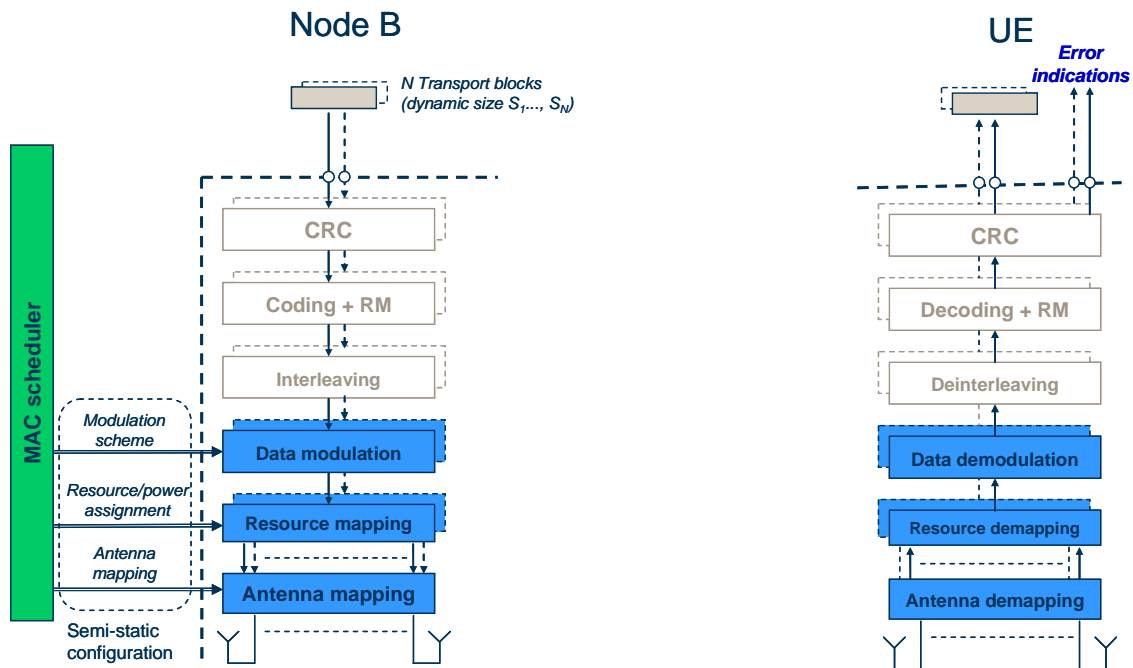 Node B
UE
N Transport blocks
(dynamic size S1..., SN)
Error
indications
MAC scheduler
CRC
Coding + RM
Interleaving
Modulation
scheme
Data modulation
Resource/power
assignment
Resource mapping
Antenna
mapping
Antenna mapping
Semi-static
configuration
CRC
Decoding + RM
Deinterleaving
Data demodulation
Resource demapping
Antenna demapping